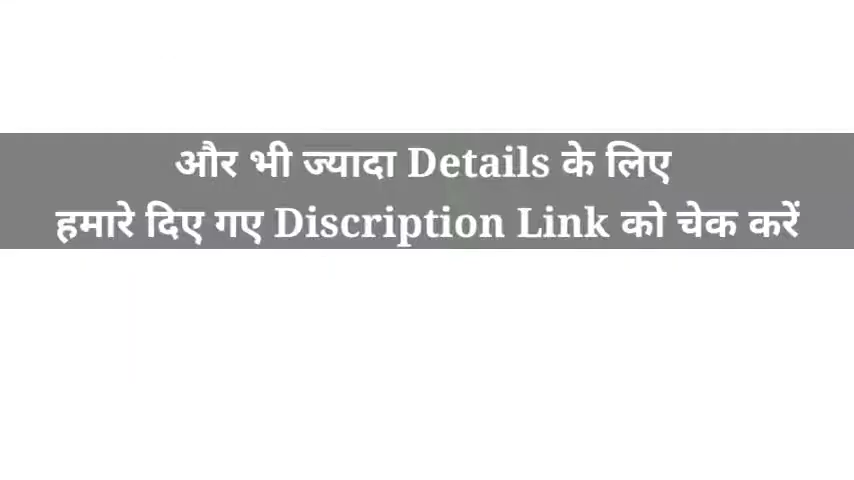 और भी ज्यादा Details के लिए
हमारे दिए गए Discription Link को चेक करें